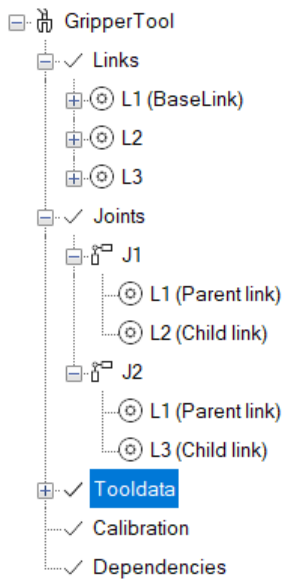 GripperTool
Links
L1 (BaseLink)
L2
L3
Joints
J1
L1 (Parent link)
L2 (Child link)
J2
L1 (Parent link)
L3 (Child link)
Tooldata
Calibration
Dependencies